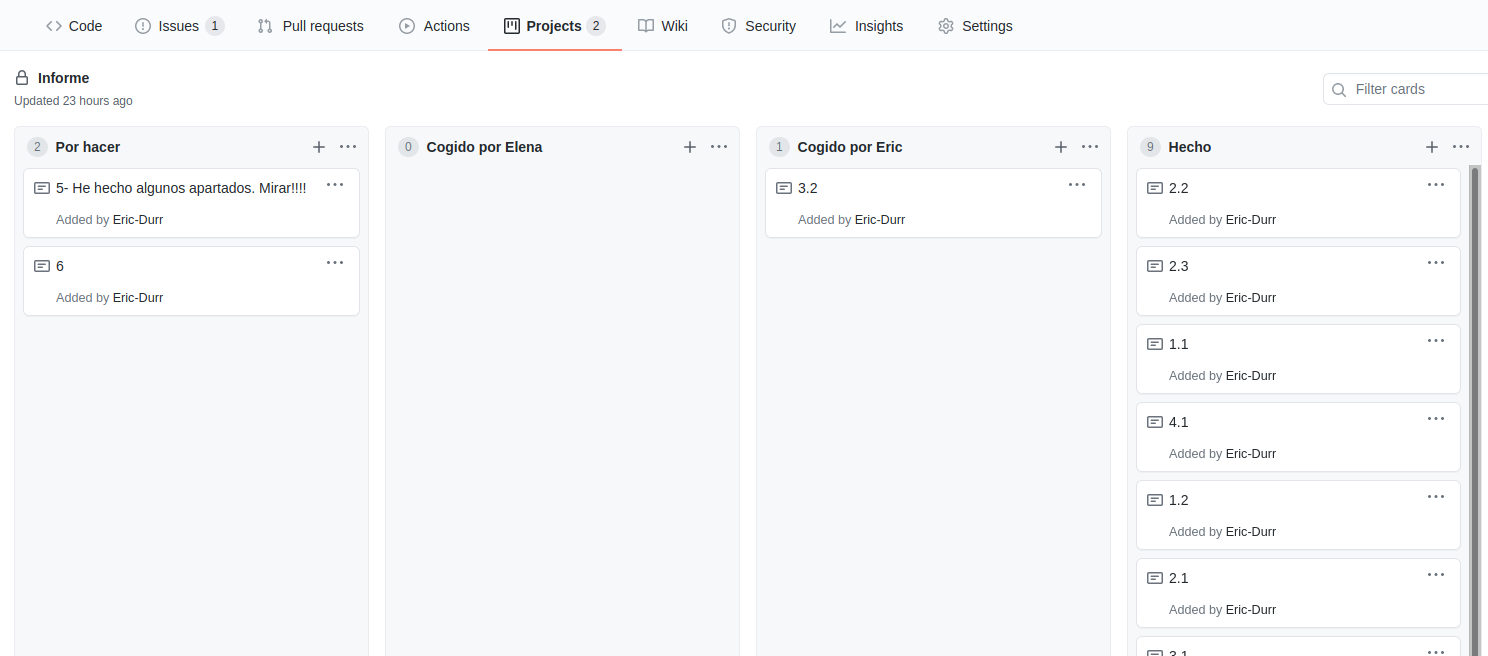 Code
Issues 1
Pull requests
Actions
Projects 2
Wiki
Security
Insights
Settings
Informe
Updated 23 hours ago
Filter cards
2 Por hacer
5- He hecho algunos apartados. Mirar!!!!
Added by Eric-Durr
6
Added by Eric-Durr
0 Cogido por Elena
1 Cogido por Eric
3.2
Added by Eric-Durr
9 Hecho
2.2
Added by Eric-Durr
2.3
Added by Eric-Durr
1.1
Added by Eric-Durr
4.1
Added by Eric-Durr
1.2
Added by Eric-Durr
2.1
Added by Eric-Durr
3.1